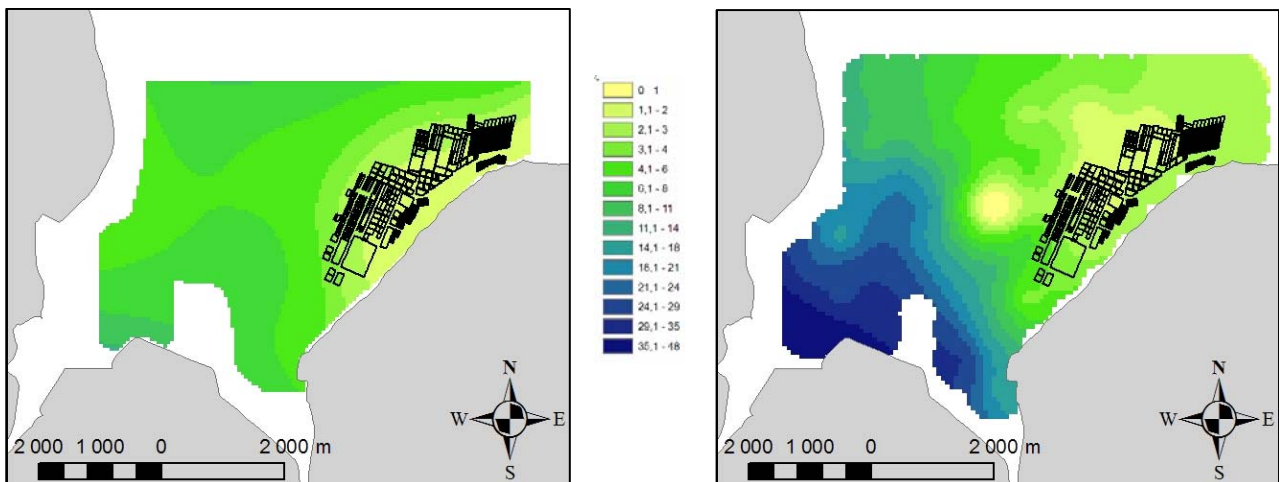 N
W E
S
2 000 1 000 0 2 000 m
0 1
1,1 - 2
2,1 - 3
3,1 - 4
4,1 - 6
6,1 - 8
8,1 - 11
11,1 - 14
14,1 - 18
18,1 - 21
21,1 - 24
24,1 - 29
29,1 - 35
35,1 - 48
N
W E
S
2 000 1 000 0 2 000 m